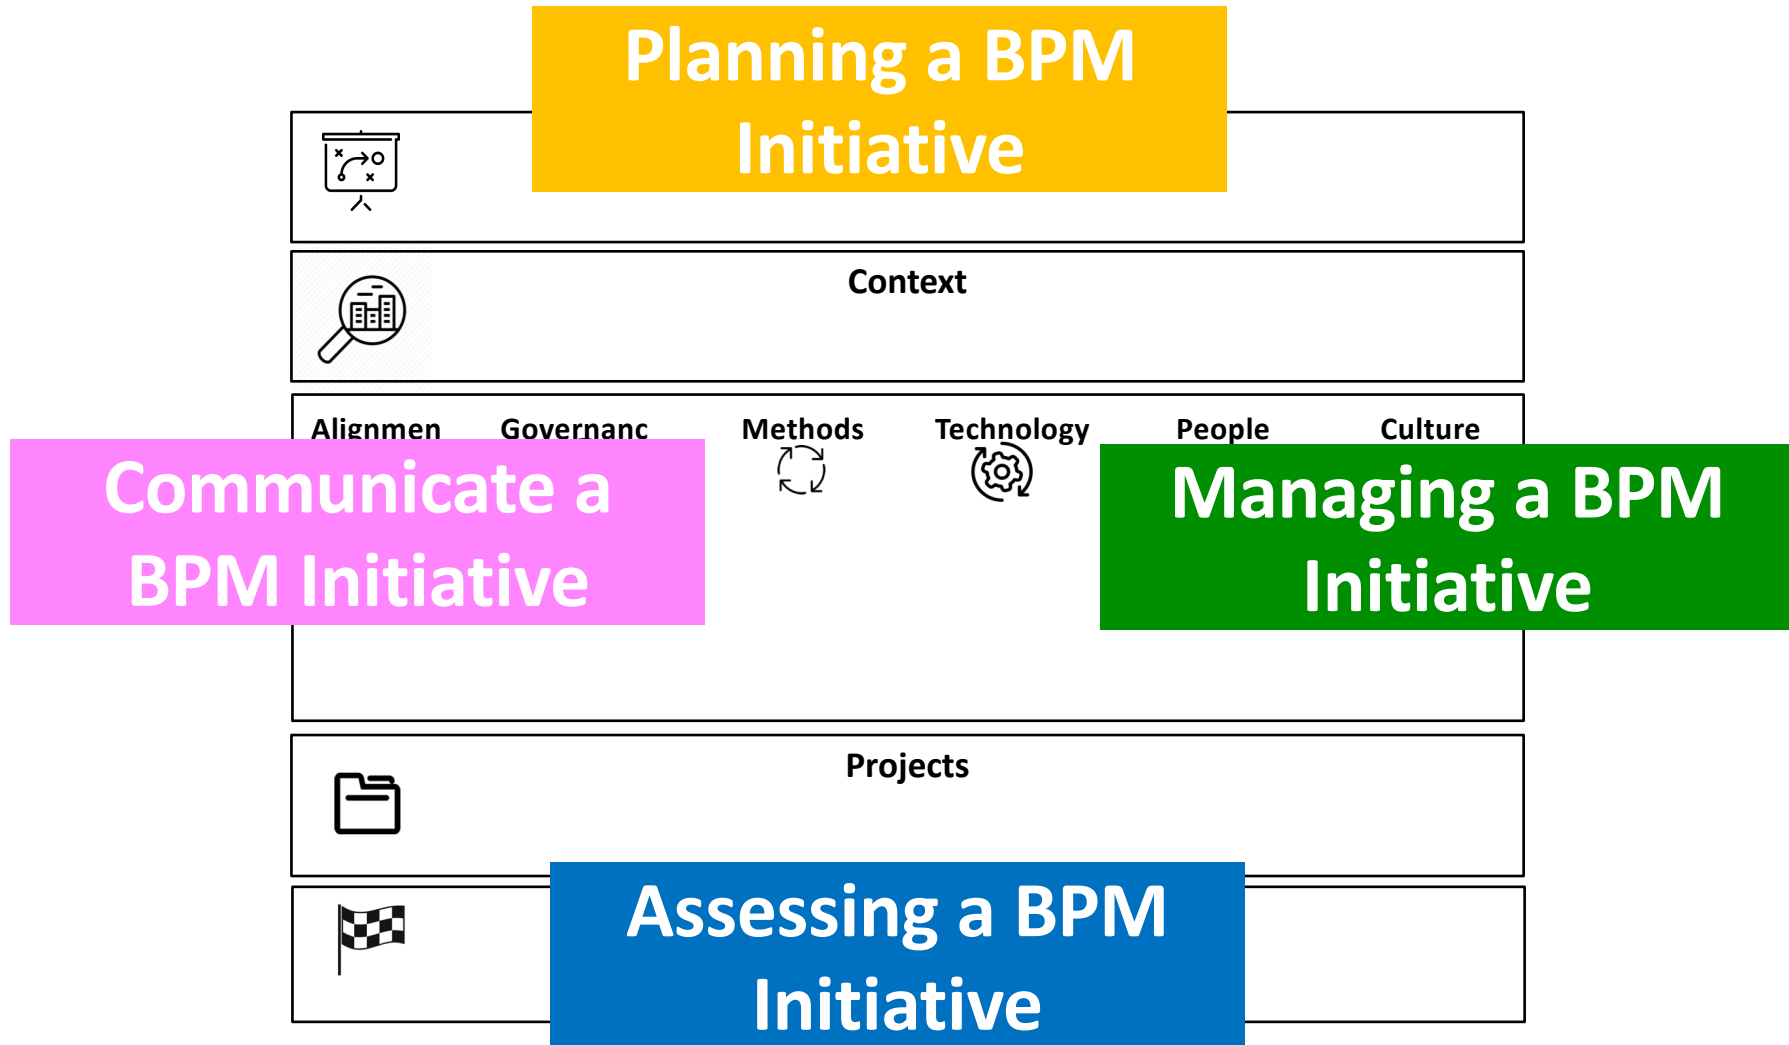 Planning a BPM
Initiative
Context
Alignmen Governanc Methods Technology People Culture
Communicate a
BPM Initiative
Managing a BPM
Initiative
Projects
Assessing a BPM
Initiative